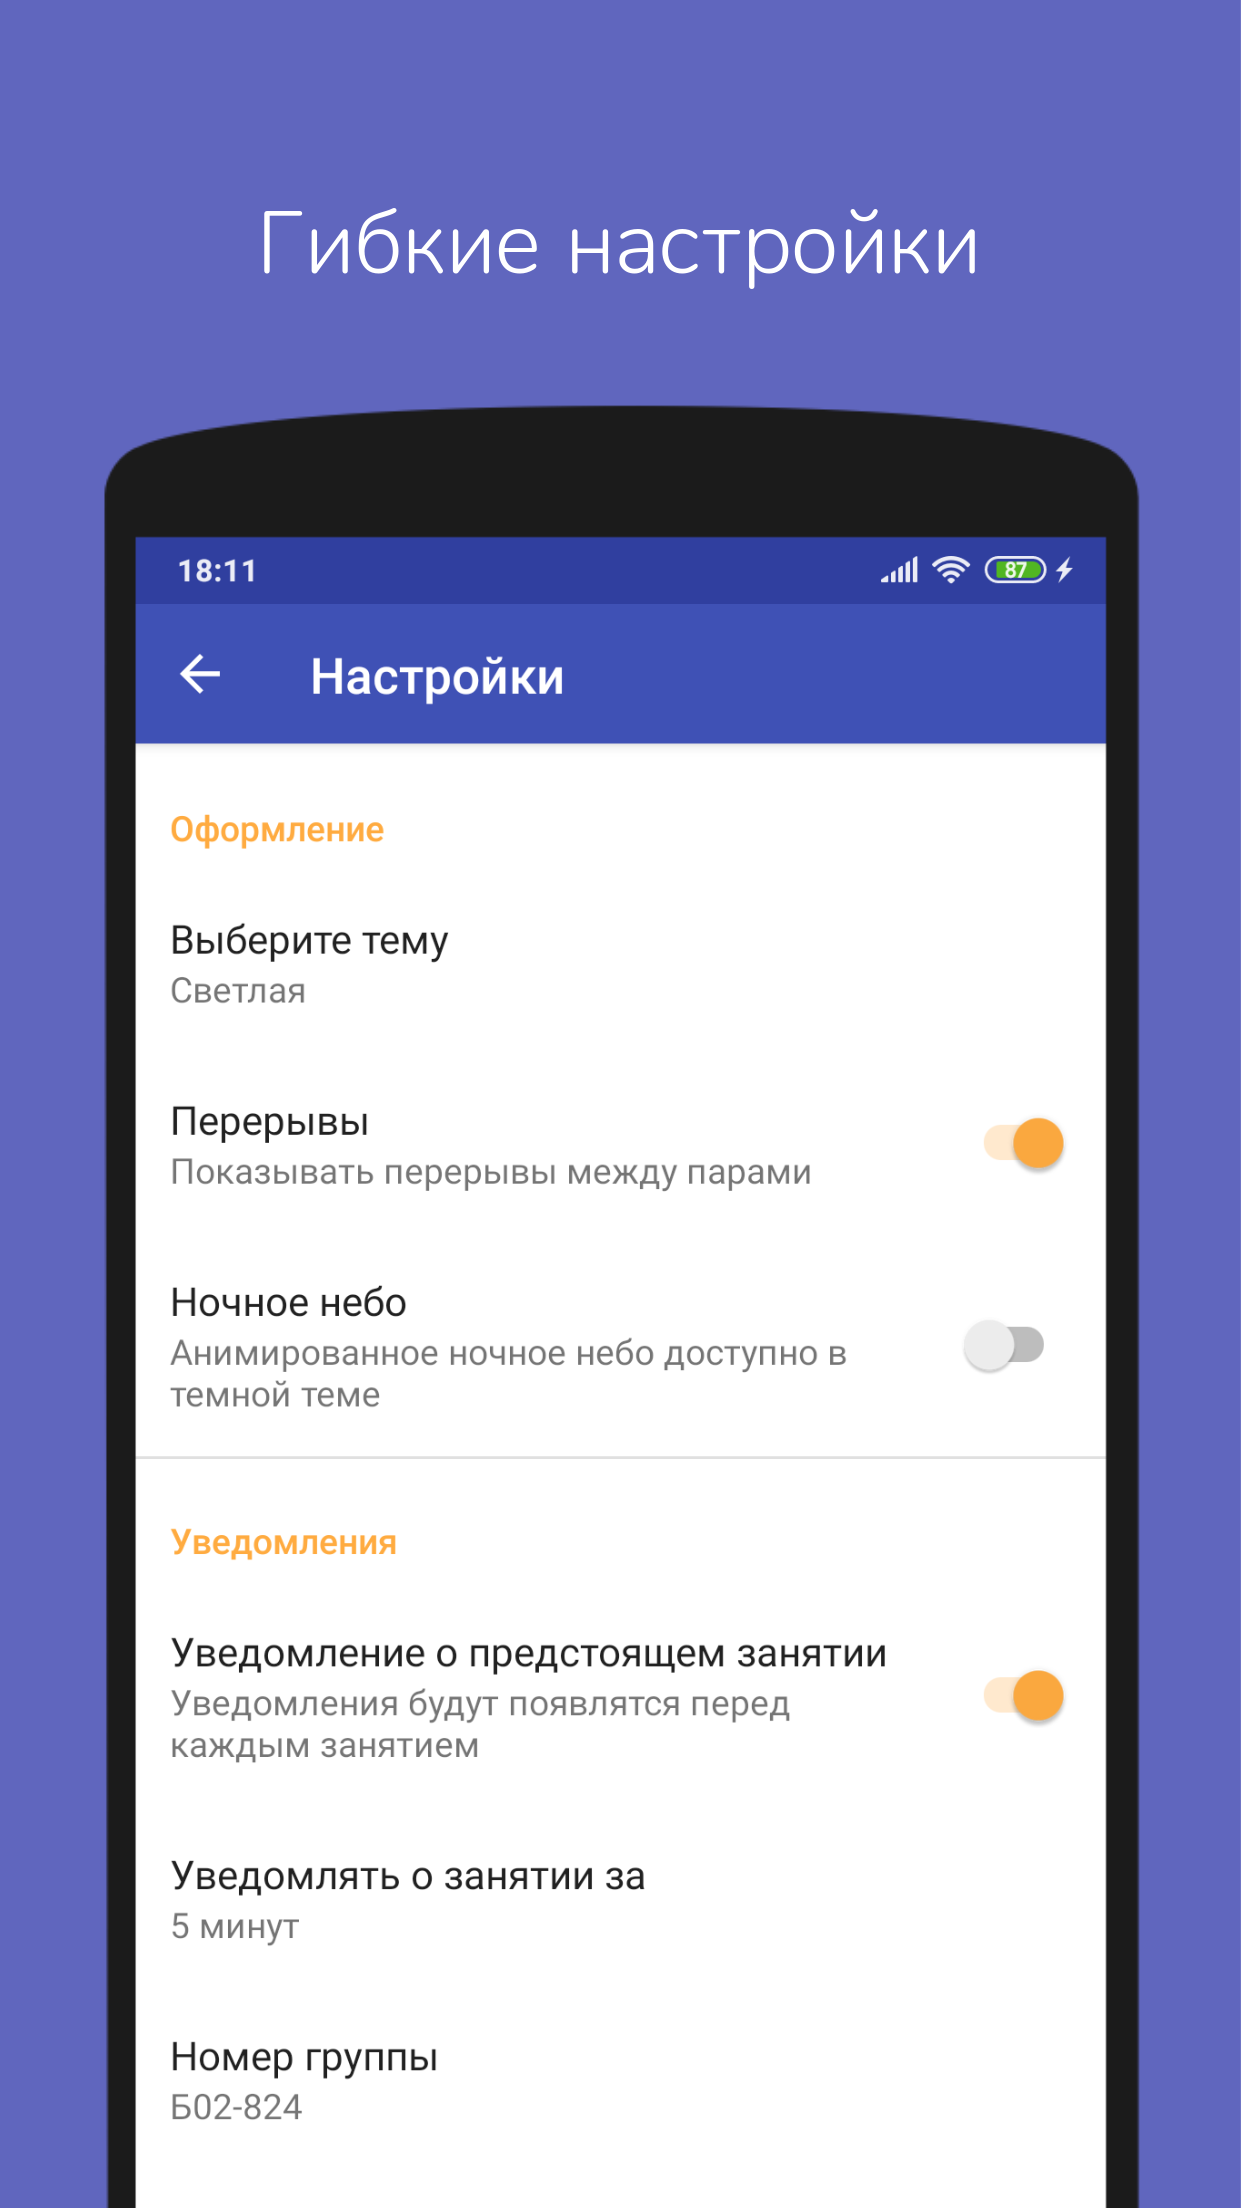 Гибкие настройки
18:11
87
Настройки
Оформление
Выберите тему
Светлая
Перерывы
Показывать перерывы между парами
Ночное небо
Анимированное ночное небо доступно в
темной теме
Уведомления
Уведомление о предстоящем занятии
Уведомления будут появлятся перед
каждым занятием
Уведомлять о занятии за
5 минут
Номер группы
Б02-824